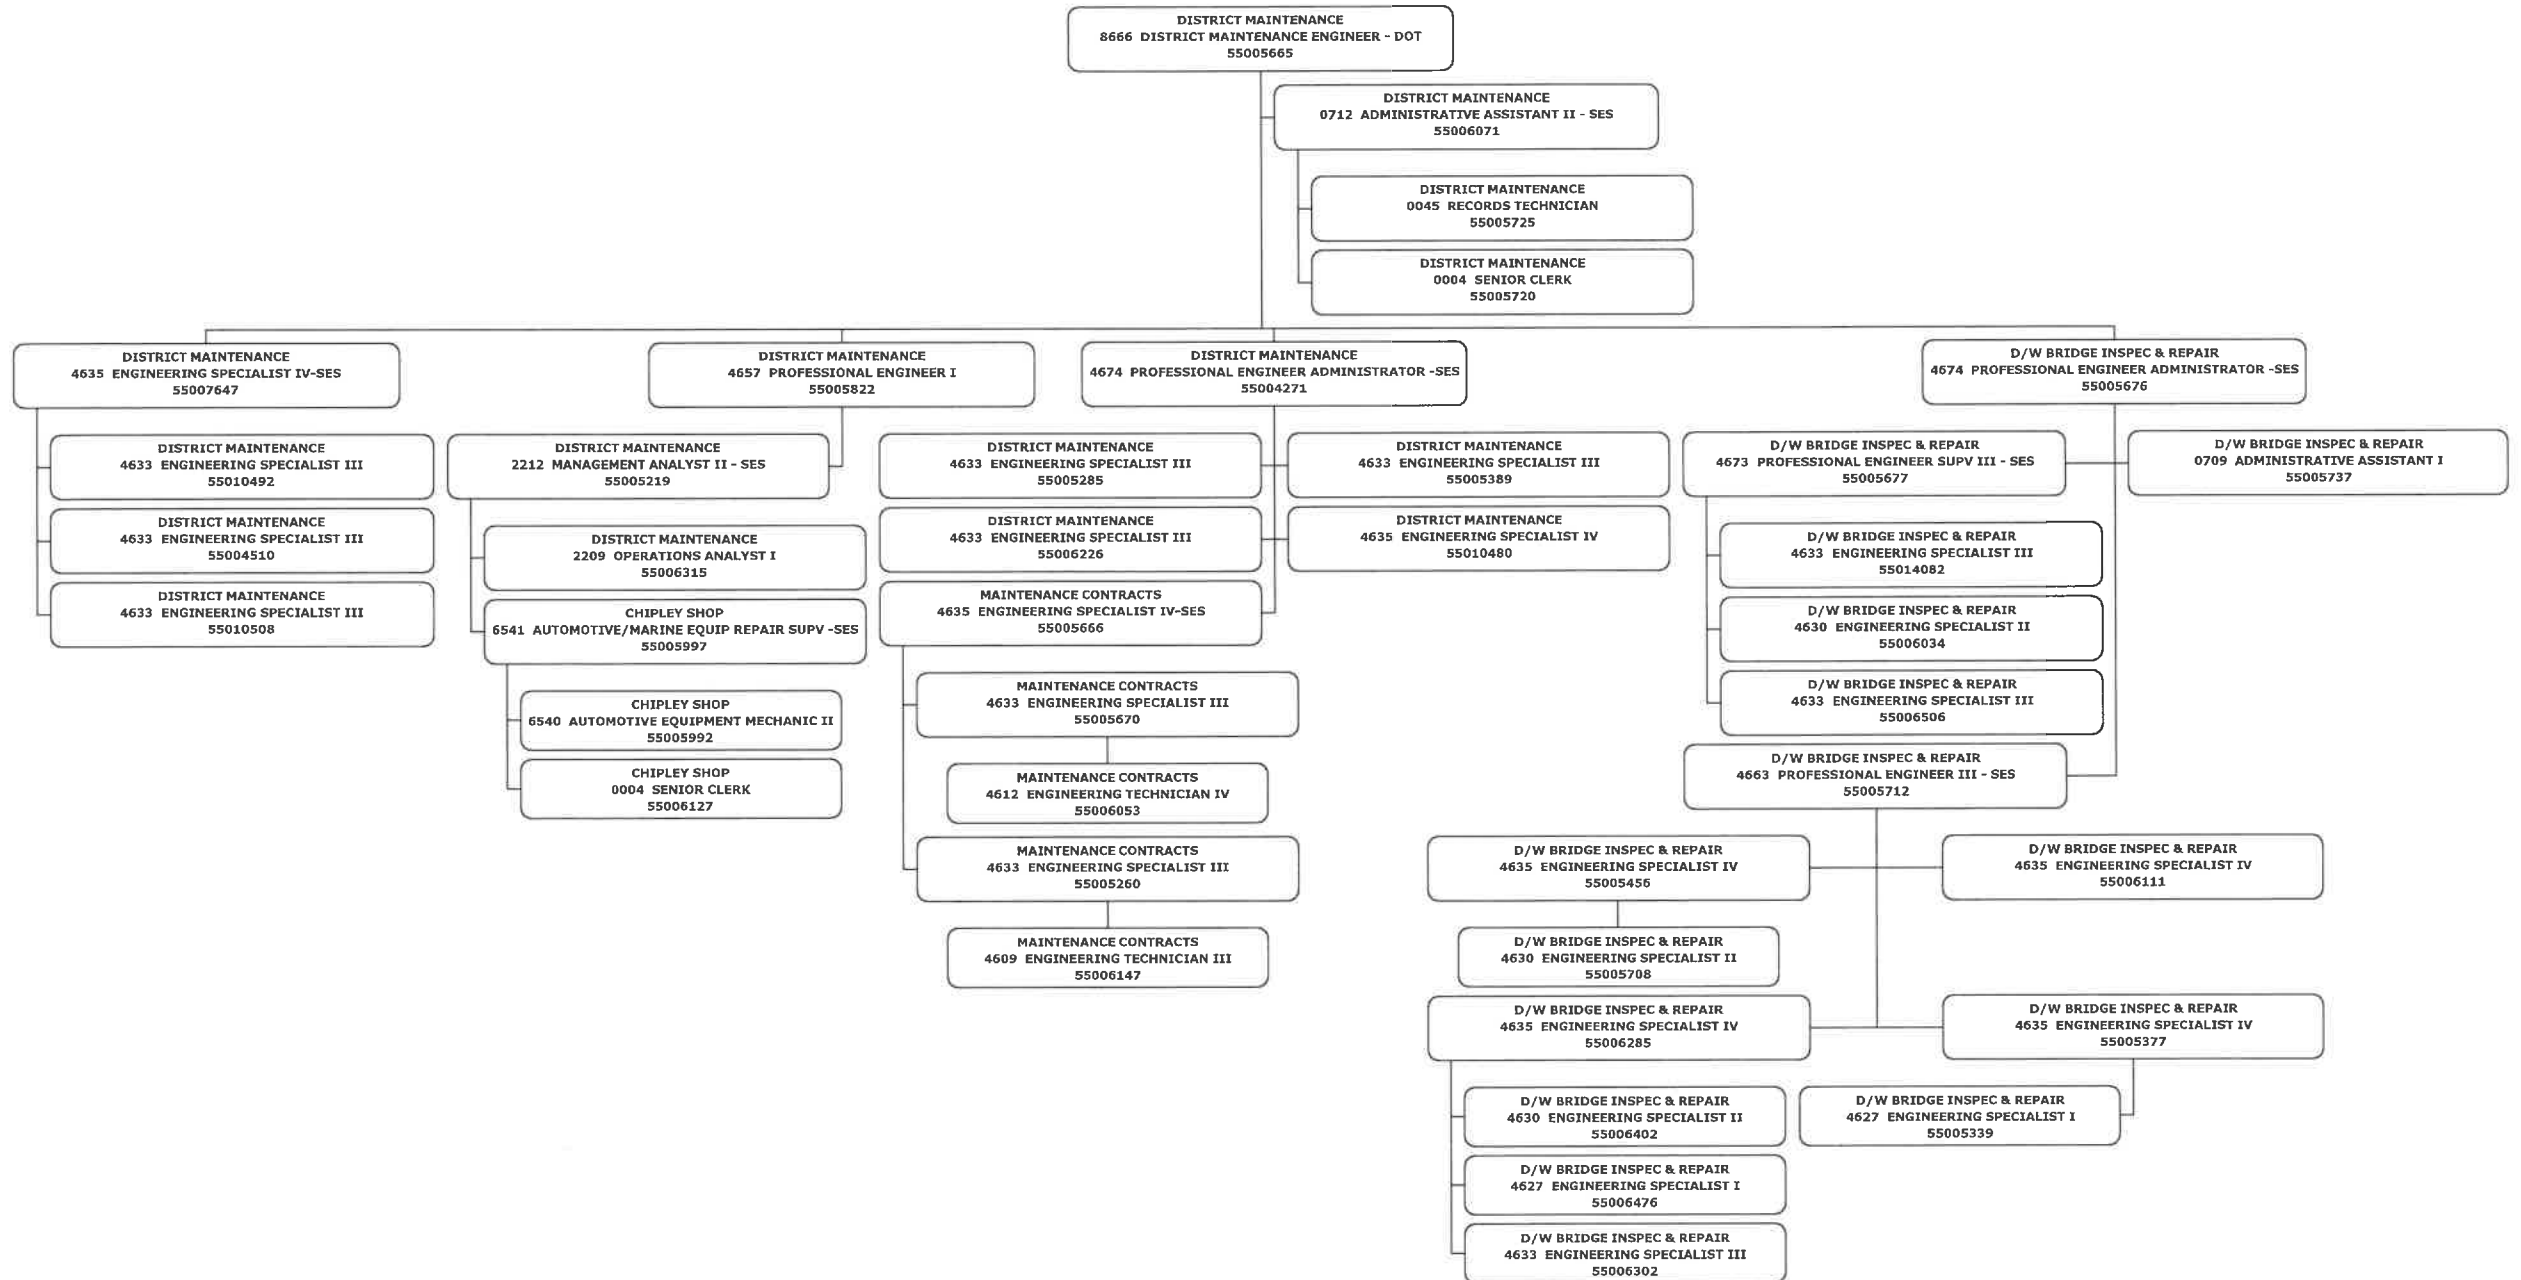 DISTRICT MAINTENANCE
8666 DISTRICT MAINTENANCE ENGINEER - DOT
55005665
DISTRICT MAINTENANCE
0712 ADMINISTRATIVE ASSISTANT II - SES
55006071
DISTRICT MAINTENANCE
0045 RECORDS TECHNICIAN
55005725
DISTRICT MAINTENANCE
0004 SENIOR CLERK
55005720
DISTRICT MAINTENANCE
4635 ENGINEERING SPECIALIST IV-SES
55007647
DISTRICT MAINTENANCE
4633 ENGINEERING SPECIALIST III
55010492
DISTRICT MAINTENANCE
4633 ENGINEERING SPECIALIST III
55004510
DISTRICT MAINTENANCE
4633 ENGINEERING SPECIALIST III
55010508
DISTRICT MAINTENANCE
4657 PROFESSIONAL ENGINEER I
55005822
DISTRICT MAINTENANCE
2212 MANAGEMENT ANALYST II - SES
55005219
DISTRICT MAINTENANCE
2209 OPERATIONS ANALYST I
55006315
CHIPLEY SHOP
6541 AUTOMOTIVE/MARINE EQUIP REPAIR SUPV -SES
55005997
CHIPLEY SHOP
6540 AUTOMOTIVE EQUIPMENT MECHANIC II
55005992
CHIPLEY SHOP
0004 SENIOR CLERK
55006127
DISTRICT MAINTENANCE
4674 PROFESSIONAL ENGINEER ADMINISTRATOR -SES
55004271
DISTRICT MAINTENANCE
4633 ENGINEERING SPECIALIST III
55005285
DISTRICT MAINTENANCE
4633 ENGINEERING SPECIALIST III
55005389
DISTRICT MAINTENANCE
4633 ENGINEERING SPECIALIST III
55006226
DISTRICT MAINTENANCE
4635 ENGINEERING SPECIALIST IV
55010480
MAINTENANCE CONTRACTS
4635 ENGINEERING SPECIALIST IV-SES
55005666
MAINTENANCE CONTRACTS
4633 ENGINEERING SPECIALIST III
55005670
MAINTENANCE CONTRACTS
4612 ENGINEERING TECHNICIAN IV
55006053
MAINTENANCE CONTRACTS
4633 ENGINEERING SPECIALIST III
55005260
MAINTENANCE CONTRACTS
4609 ENGINEERING TECHNICIAN III
55006147
D/W BRIDGE INSPEC & REPAIR
4674 PROFESSIONAL ENGINEER ADMINISTRATOR -SES
55005676
D/W BRIDGE INSPEC & REPAIR
4673 PROFESSIONAL ENGINEER SUPV III - SES
55005677
D/W BRIDGE INSPEC & REPAIR
0709 ADMINISTRATIVE ASSISTANT I
55005737
D/W BRIDGE INSPEC & REPAIR
4633 ENGINEERING SPECIALIST III
55014082
D/W BRIDGE INSPEC & REPAIR
4630 ENGINEERING SPECIALIST II
55006034
D/W BRIDGE INSPEC & REPAIR
4633 ENGINEERING SPECIALIST III
55006506
D/W BRIDGE INSPEC & REPAIR
4663 PROFESSIONAL ENGINEER III - SES
55005712
D/W BRIDGE INSPEC & REPAIR
4635 ENGINEERING SPECIALIST IV
55005456
D/W BRIDGE INSPEC & REPAIR
4635 ENGINEERING SPECIALIST IV
55006111
D/W BRIDGE INSPEC & REPAIR
4630 ENGINEERING SPECIALIST II
55005708
D/W BRIDGE INSPEC & REPAIR
4635 ENGINEERING SPECIALIST IV
55006285
D/W BRIDGE INSPEC & REPAIR
4635 ENGINEERING SPECIALIST IV
55005377
D/W BRIDGE INSPEC & REPAIR
4630 ENGINEERING SPECIALIST II
55006402
D/W BRIDGE INSPEC & REPAIR
4627 ENGINEERING SPECIALIST I
55005339
D/W BRIDGE INSPEC & REPAIR
4627 ENGINEERING SPECIALIST I
55006476
D/W BRIDGE INSPEC & REPAIR
4633 ENGINEERING SPECIALIST III
55006302